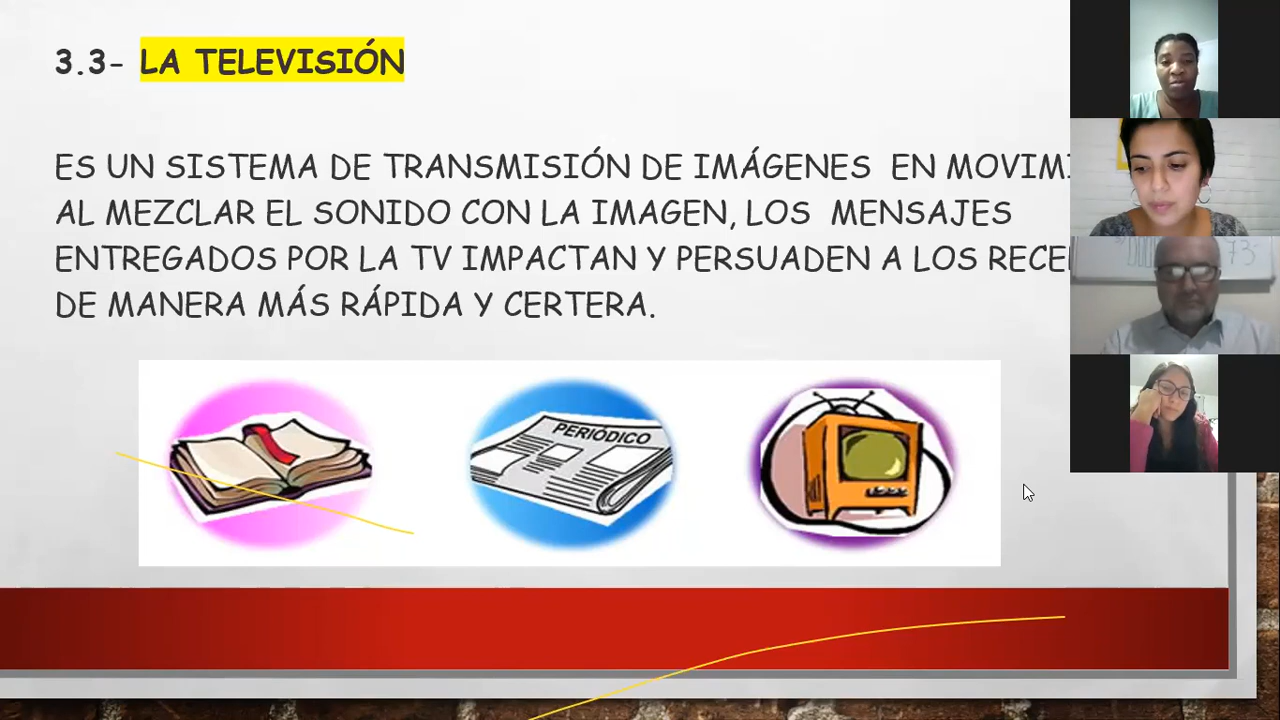 3.3- LA TELEVISIÓN
ES UN SISTEMA DE TRANSMISIÓN DE IMÁGENES EN
AL MEZCLAR EL SONIDO CON LA IMAGEN, LOS MENSAJES
ENTREGADOS POR LA TV IMPACTAN Y PERSUADEN A LOS
DE MANERA MÁS RÁPIDA Y CERTERA.
PERIÓDICO